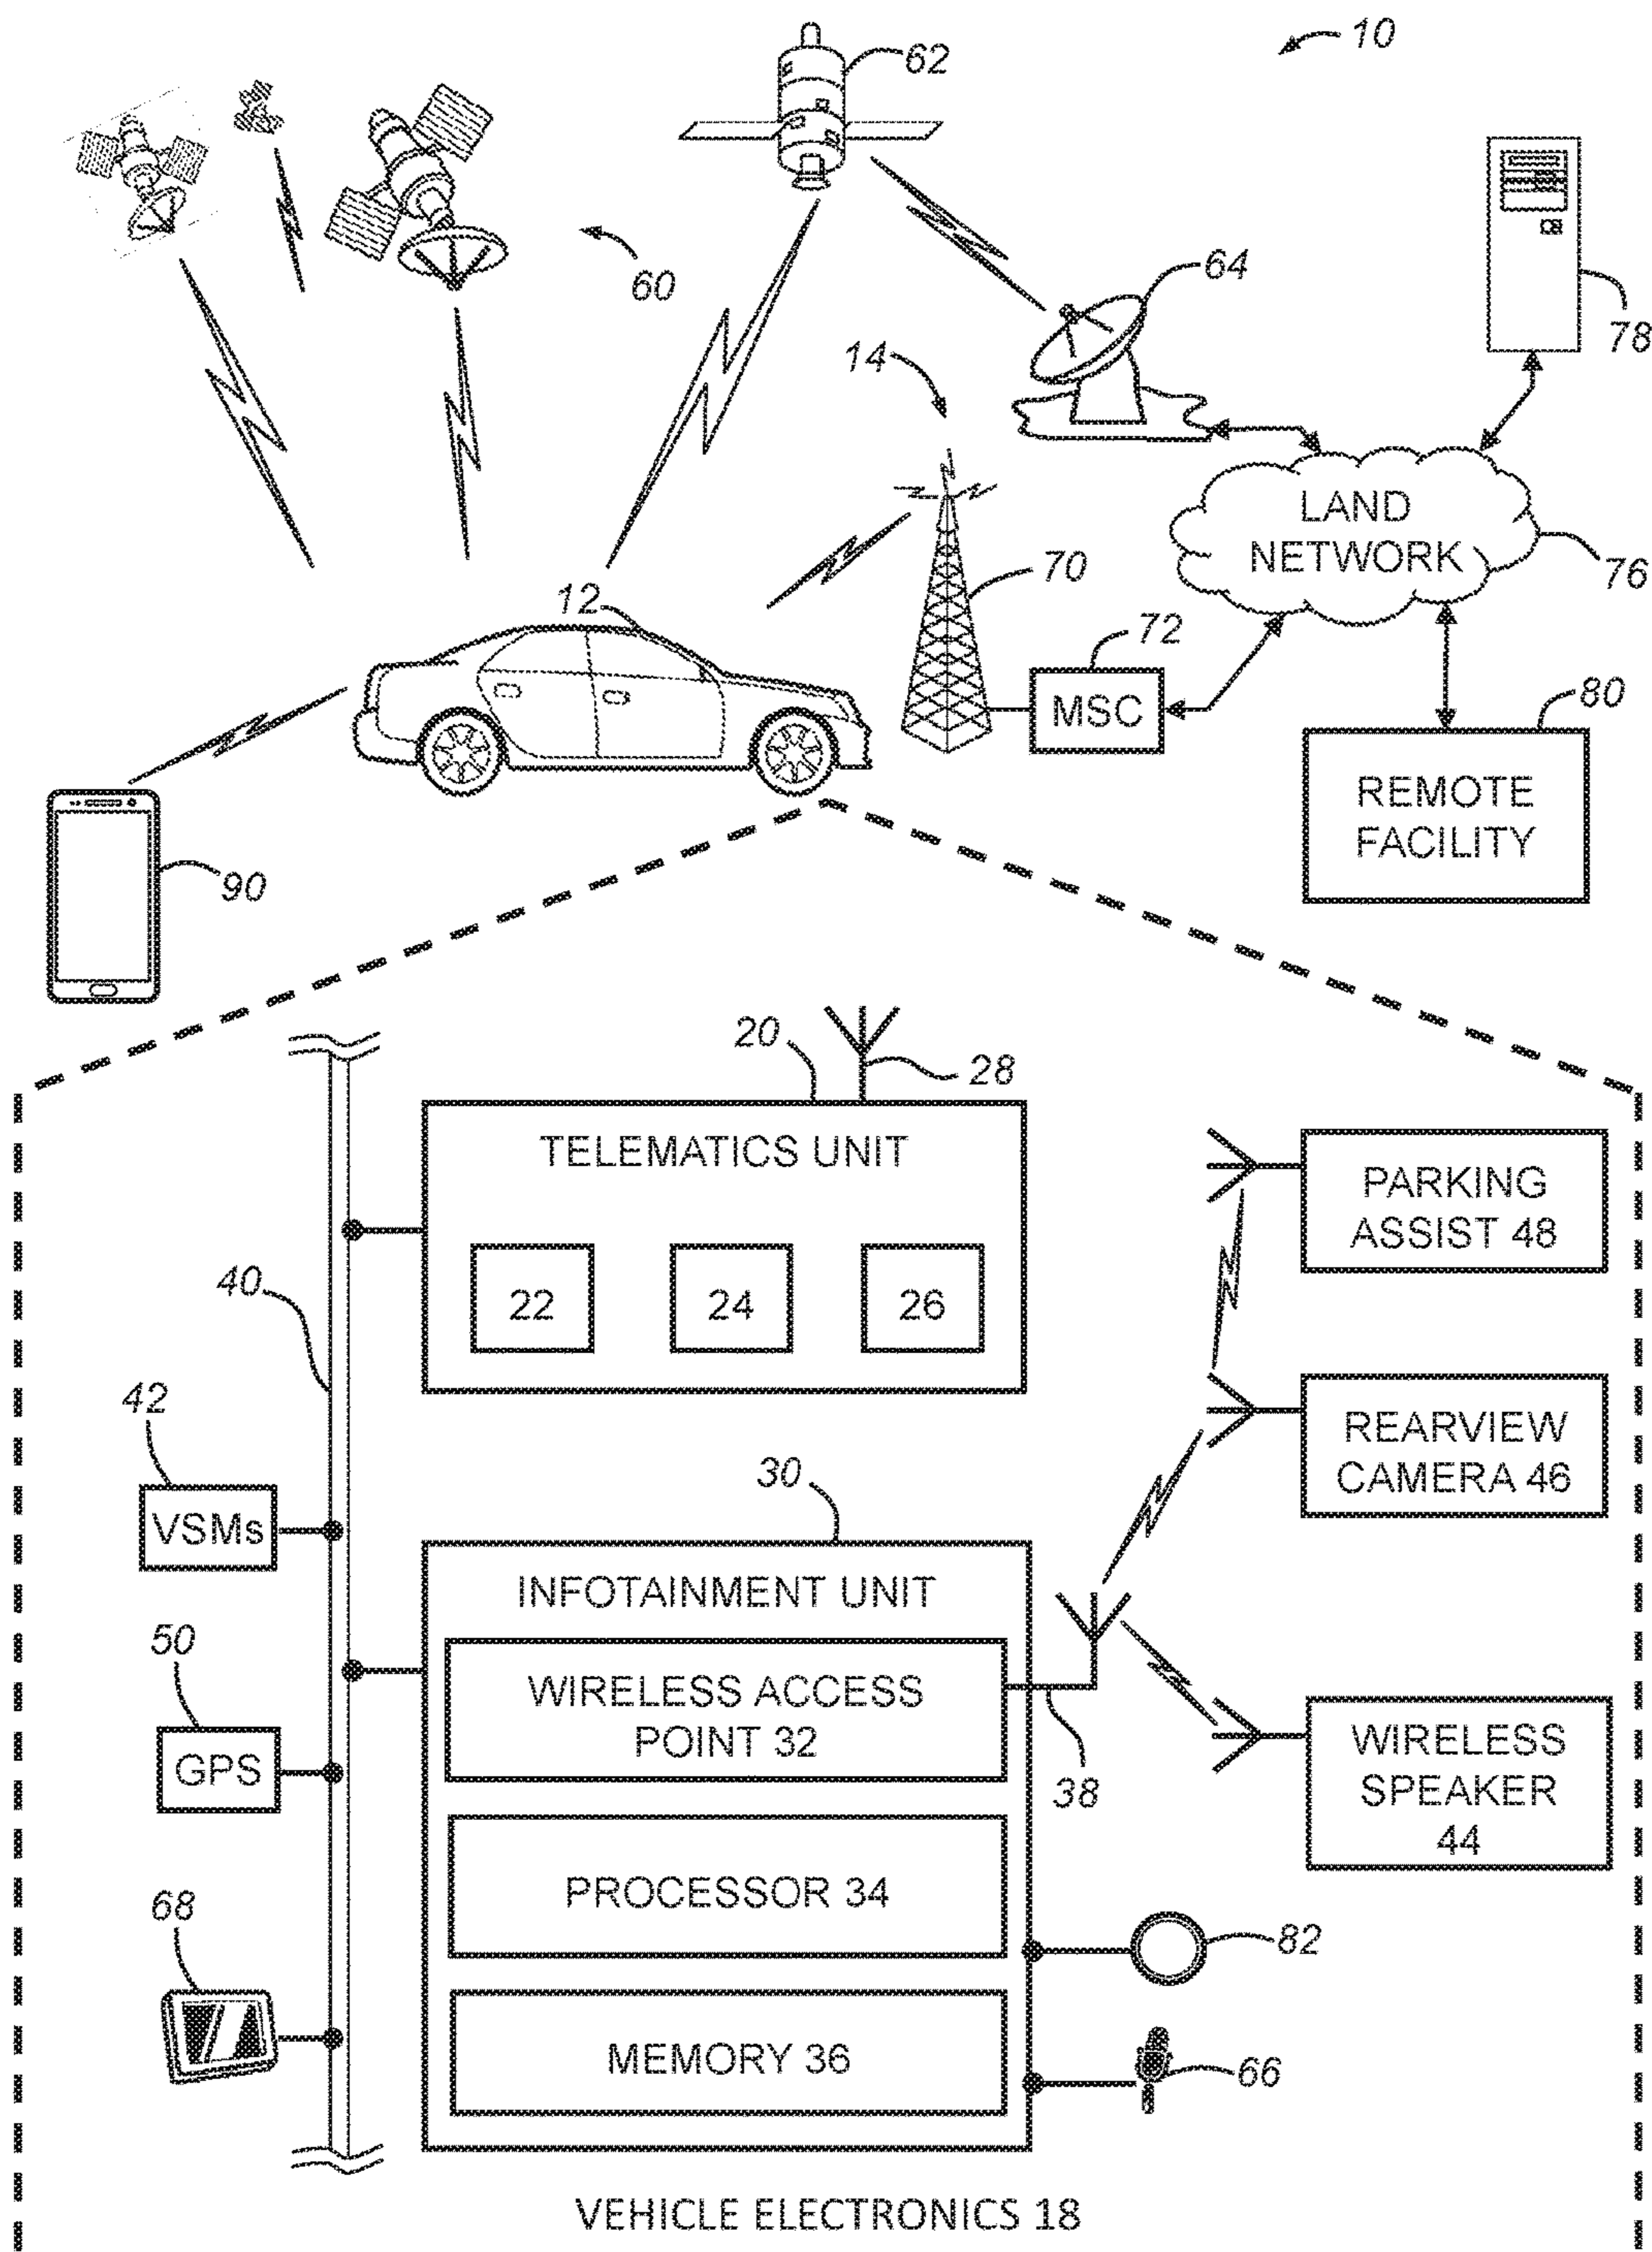 10
62
60
64
78
14
LAND
NETWORK
76
70
12
72
MSC
80
REMOTE
FACILITY
90
20
28
TELEMATICS UNIT
22
24
26
PARKING
ASSIST 48
40
42
VSMs
REARVIEW
CAMERA 46
30
INFOTAINMENT UNIT
WIRELESS ACCESS
POINT 32
38
50
GPS
WIRELESS
SPEAKER
44
PROCESSOR 34
68
82
MEMORY 36
66
VEHICLE ELECTRONICS 18